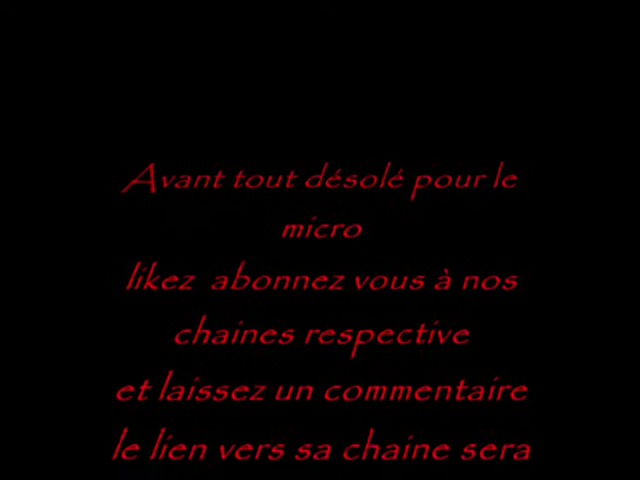 Avant tout désolé pour le
micro
likez abonnez vous à nos
chaines respective
et laissez un commentaire
le lien vers sa chaine sera